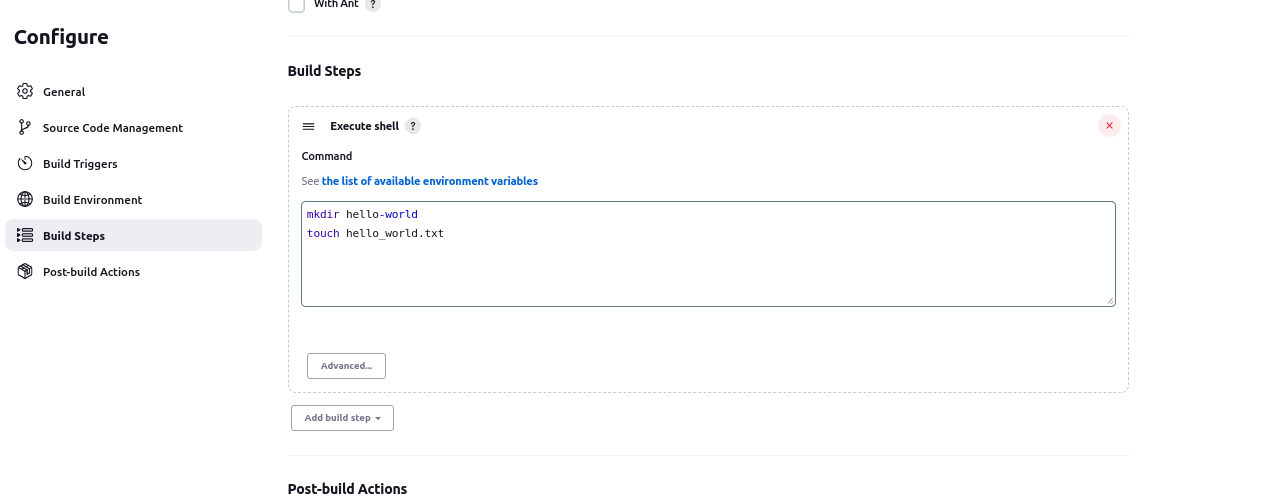 With Ant ?
Configure
Build Steps
General
Source Code Management
Build Triggers
Build Environment
Build Steps
Post-build Actions
Execute shell ?
Command
See the list of available environment variables
mkdir hello-world
touch hello_world.txt
Advanced...
Add build step
Post-build Actions